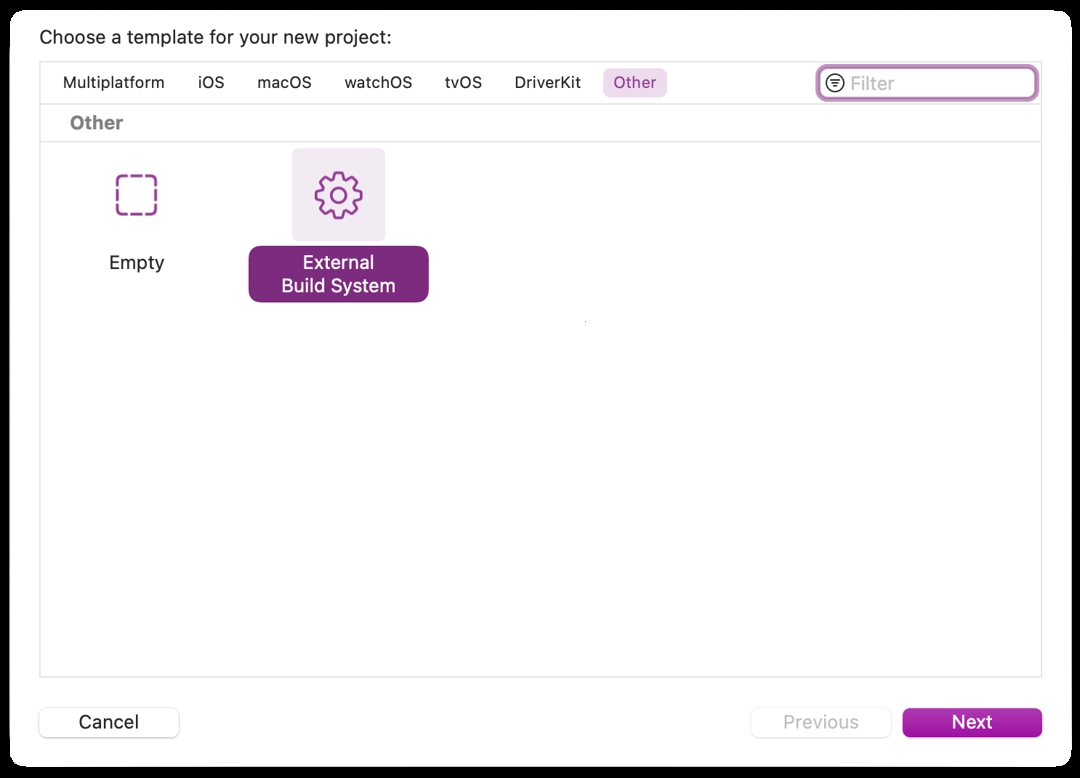 Choose a template for your new project:
Multiplatform iOS macOS watchOS tvOS DriverKit Other Filter
Other
Empty
External
Build System
Cancel Previous Next